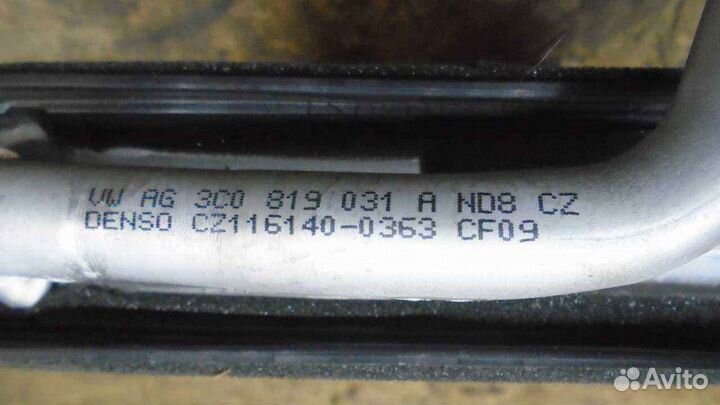 VW AG 3C0 819 031 A ND8 CZ
DENSO CZ116140-0363 CF09
Avito